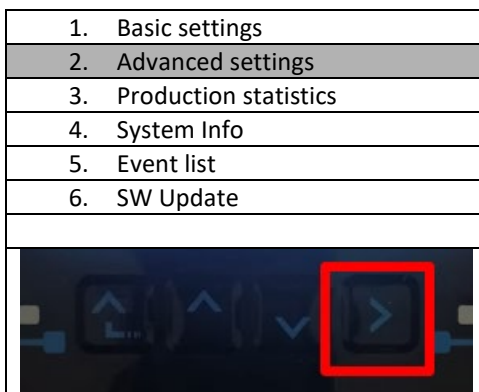 1. Basic settings
2. Advanced settings
3. Production statistics
4. System Info
5. Event list
6. SW Update